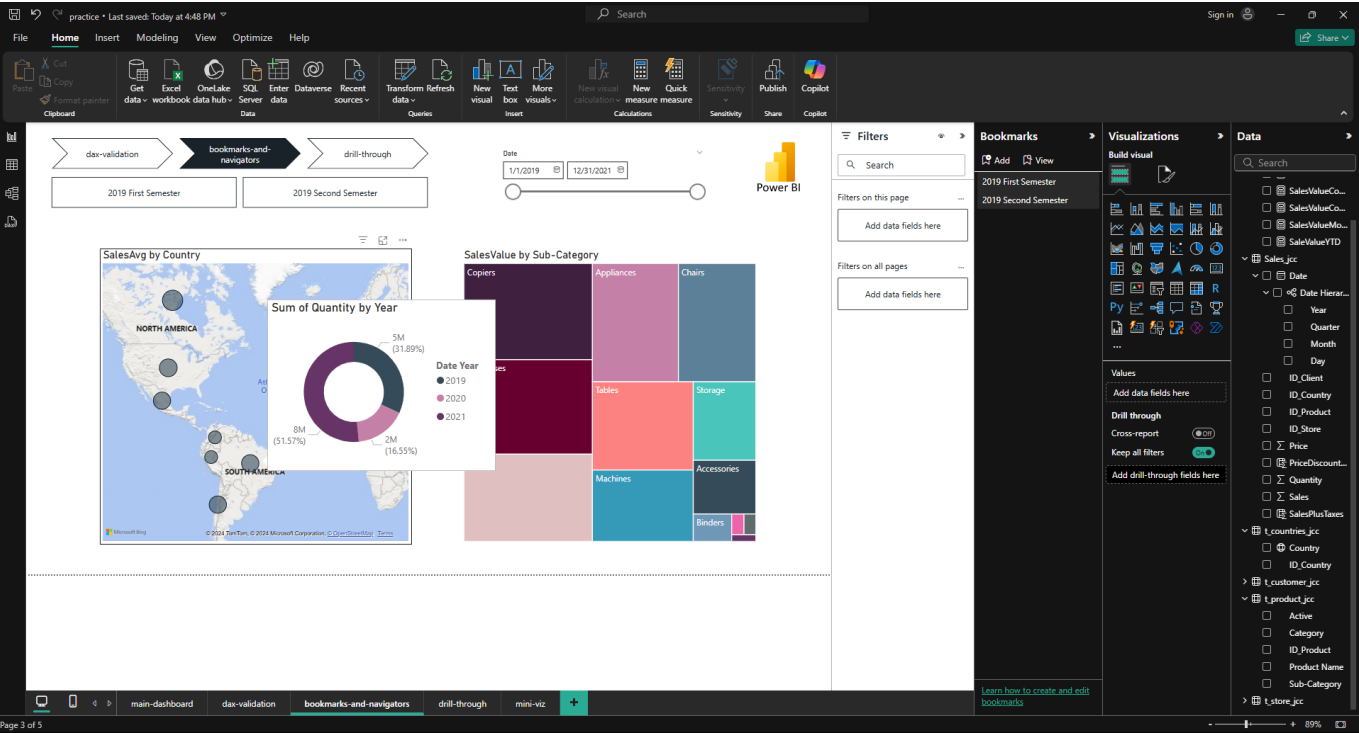 practice • Last saved: Today at 4:48 PM
Search
Sign in
File Home Insert Modeling View Optimize Help
Share
Paste
Cut
Copy
Format painter
Clipboard
Get data
Excel workbook
OneLake data hub
SQL Server
Enter data
Dataverse
Recent sources
Data
Transform data
Refresh
Queries
New visual
Text box
More visuals
Insert
New visual calculation
New measure
Quick measure
Calculations
Sensitivity
Sensitivity
Publish
Share
Copilot
Copilot
dax-validation
bookmarks-and-navigators
drill-through
2019 First Semester
2019 Second Semester
Date
1/1/2019
12/31/2021
Power BI
SalesAvg by Country
NORTH AMERICA
SOUTH AMERICA
Microsoft Bing
© 2024 TomTom, © 2024 Microsoft Corporation, © OpenStreetMap Terms
Sum of Quantity by Year
5M
(31.89%)
8M
(51.57%)
2M
(16.55%)
Date Year
2019
2020
2021
SalesValue by Sub-Category
Copiers
Appliances
Chairs
Tables
Storage
Machines
Accessories
Binders
Filters
Search
Filters on this page
Add data fields here
Filters on all pages
Add data fields here
Bookmarks
Add View
2019 First Semester
2019 Second Semester
Learn how to create and edit
bookmarks
Visualizations
Build visual
R
Py
123
Values
Add data fields here
Drill through
Cross-report
Off
Keep all filters
On
Add drill-through fields here
Data
Search
SalesValueCo...
SalesValueCo...
SalesValueMo...
SaleValueYTD
Sales_jcc
Date
Date Hierar...
Year
Quarter
Month
Day
ID_Client
ID_Country
ID_Product
ID_Store
Price
PriceDiscount...
Quantity
Sales
SalesPlusTaxes
t_countries_jcc
Country
ID_Country
t_customer_jcc
t_product_jcc
Active
Category
ID_Product
Product Name
Sub-Category
t_store_jcc
main-dashboard
dax-validation
bookmarks-and-navigators
drill-through
mini-viz
Page 3 of 5
89%